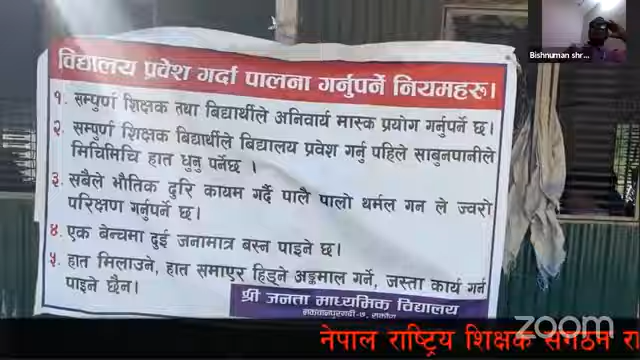 Bishnuman shr...
विद्यालय प्रवेश गर्दा पालना गर्नुपर्ने नियमहरु।
१. सम्पुर्ण शिक्षक तथा बिद्यार्थीले अनिवार्य मास्क प्रयोग गर्नुपर्ने छ।
२. सम्पुर्ण शिक्षक बिद्यार्थीले बिद्यालय प्रवेश गर्नु पहिले साबुनपानीले
मिचिमिचि हात धुनु पर्नेछ ।
३. सबैले भौतिक दुरि कायम गर्दै पालै पालो थर्मल गन ले ज्वरो
परिक्षण गर्नुपर्ने छ।
४. एक बेन्चमा दुई जनामात्र बस्न पाइने छ।
५. हात मिलाउने, हात समाएर हिड्ने अङ्कमाल गर्ने, जस्ता कार्य गर्न
पाइने छैन।
श्री जनता माध्यमिक विद्यालय
नेपाल राष्ट्रिय शिक्षक संगठन रा
zoom